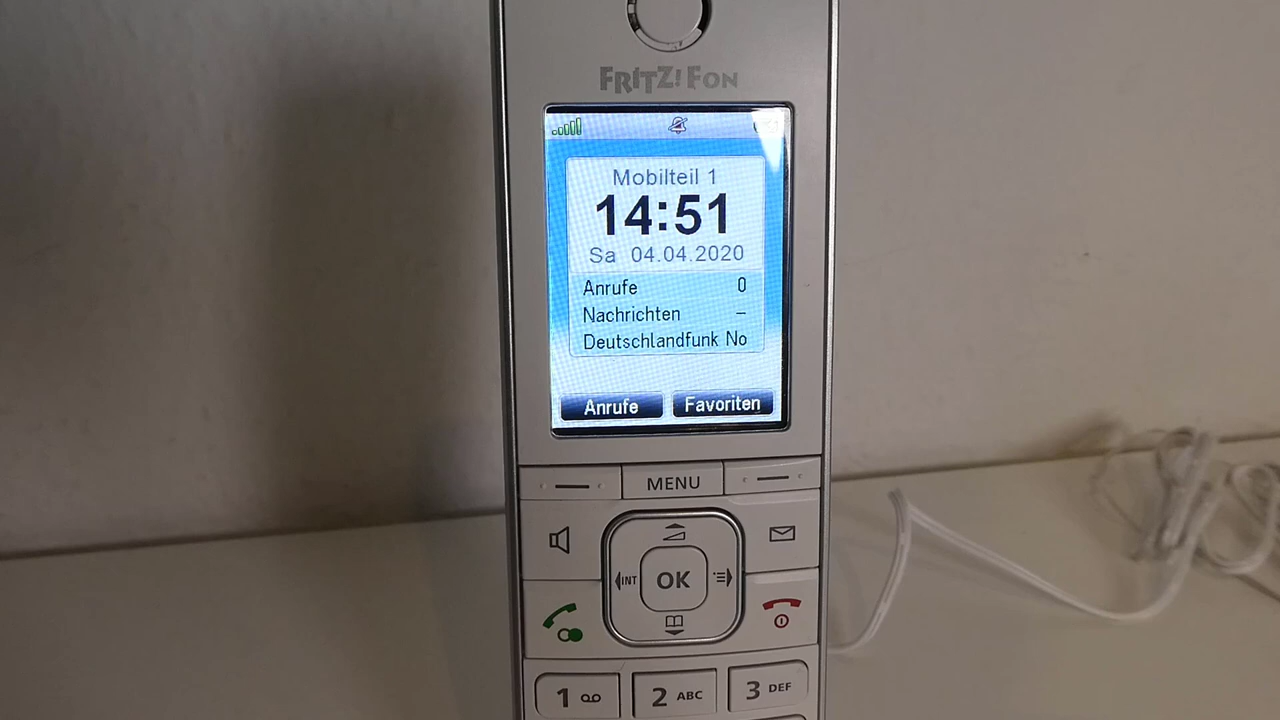 FRITZ! FON
Mobilteil 1
14:51
Sa 04.04.2020
Anrufe 0
Nachrichten –
Deutschlandfunk No
Anrufe Favoriten
MENU
INT OK
1 2 ABC 3 DEF